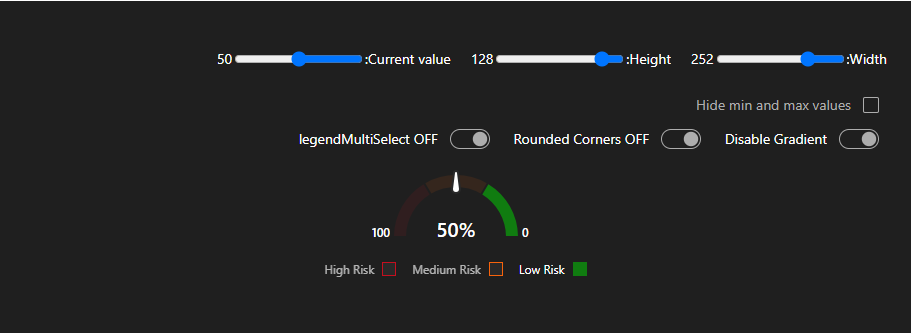 50 :Current value 128 :Height 252 :Width
Hide min and max values
legendMultiSelect OFF Rounded Corners OFF Disable Gradient
100 50% 0
High Risk Medium Risk Low Risk